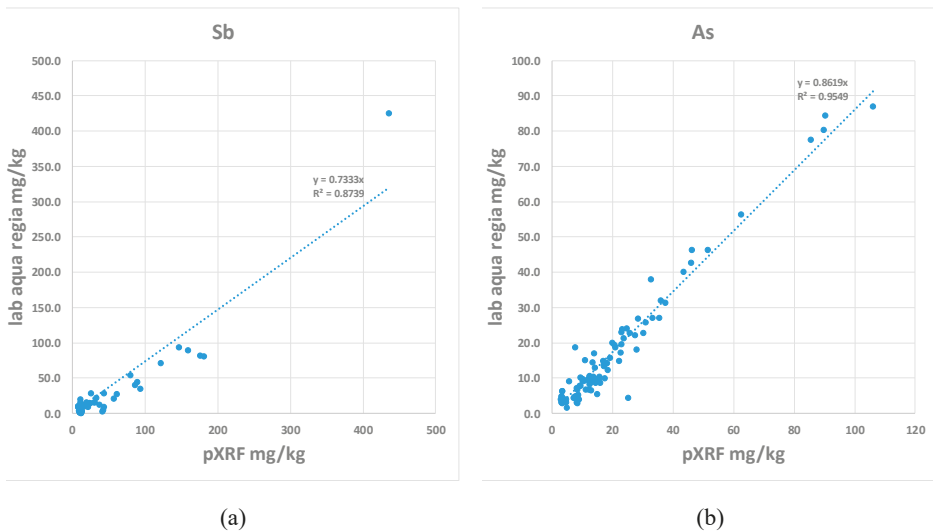 Sb
500.0
450.0
400.0
350.0
300.0
250.0
200.0
150.0
100.0
50.0
0.0
lab aqua regia mg/kg
y = 0.7333x
R² = 0.8739
0 100 200 300 400 500
pXRF mg/kg
(a)
As
100.0
90.0
80.0
70.0
60.0
50.0
40.0
30.0
20.0
10.0
0.0
lab aqua regia mg/kg
y = 0.8619x
R² = 0.9549
0 20 40 60 80 100 120
pXRF mg/kg
(b)